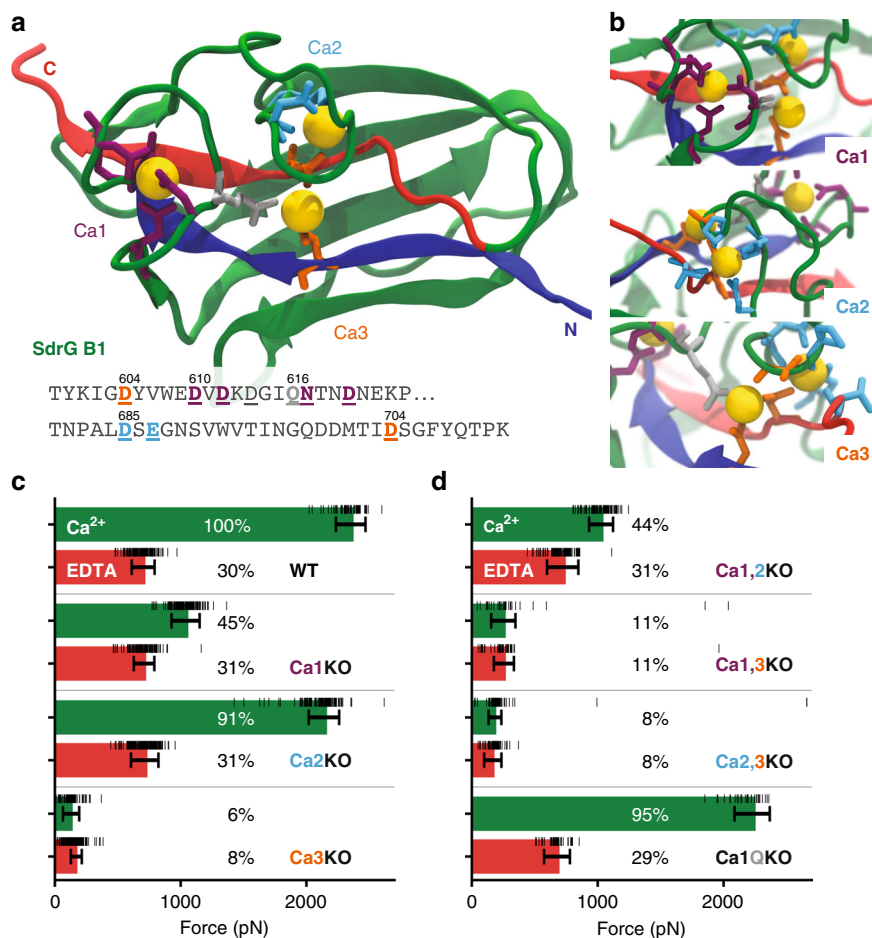 a
b
C
Ca2
Ca1
Ca3
N
SdrG B1
604 610 616
TYKIGDYVWEDVDKDGIQNTNDNEKP...
685 704
TNPALDSEGNSVWVTINGQDDMTIDSGFYQTPK
Ca1
Ca2
Ca3
c
Ca2+ 100%
EDTA 30% WT
45%
31% Ca1KO
91%
31% Ca2KO
6%
8% Ca3KO
0 1000 2000
Force (pN)
d
Ca2+ 44%
EDTA 31% Ca1,2KO
11%
11% Ca1,3KO
8%
8% Ca2,3KO
95%
29% Ca1QKO
0 1000 2000
Force (pN)